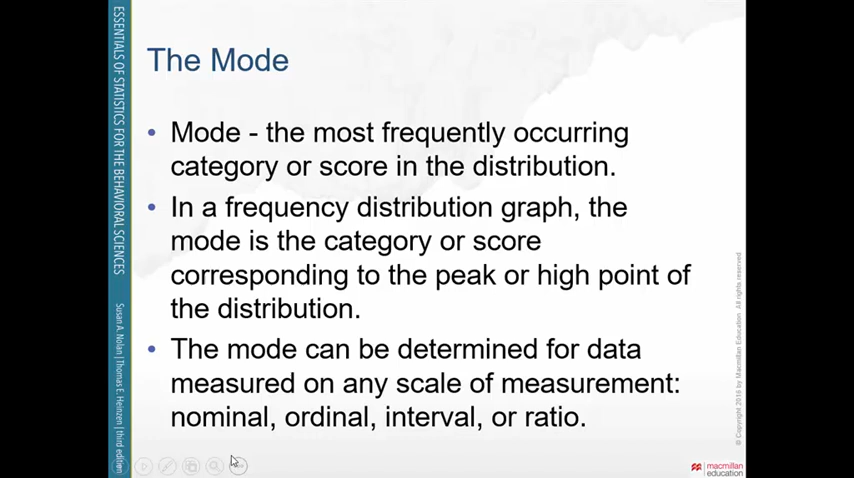 The Mode
• Mode - the most frequently occurring
category or score in the distribution.
• In a frequency distribution graph, the
mode is the category or score
corresponding to the peak or high point of
the distribution.
• The mode can be determined for data
measured on any scale of measurement:
nominal, ordinal, interval, or ratio.
ESSENTIALS OF STATISTICS FOR THE BEHAVIORAL SCIENCES
Susan A. Nolan | Thomas E. Heinzen | third edition
© Copyright 2016 by Macmillan Education All rights reserved
macmillan
education